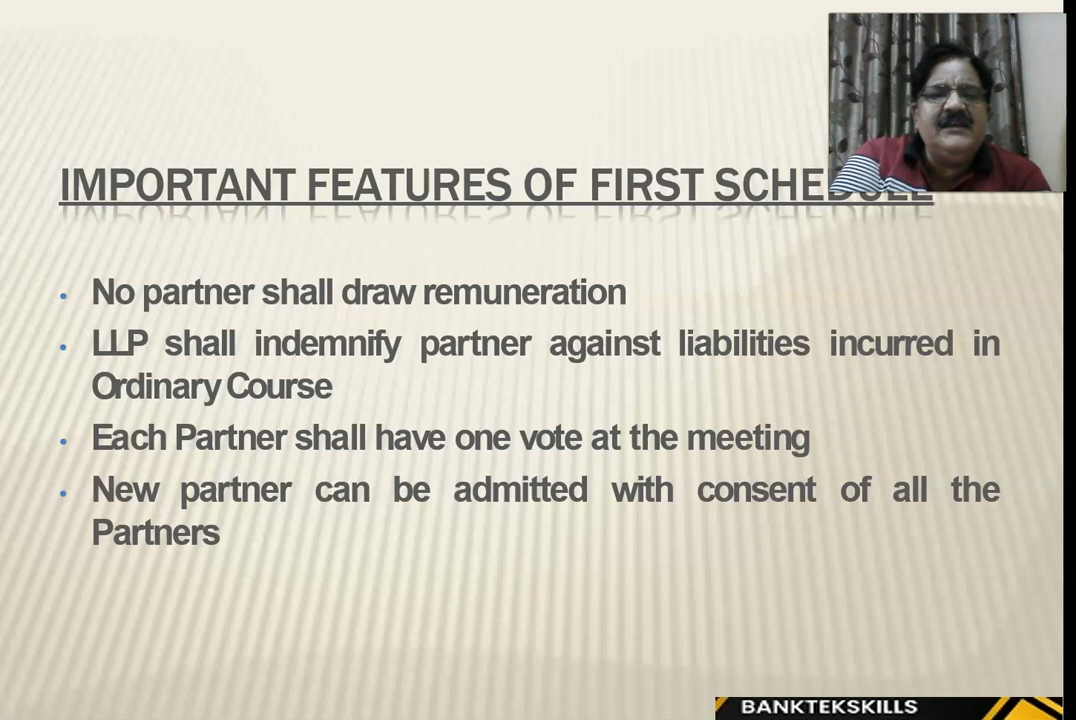 IMPORTANT FEATURES OF FIRST SCHEDULE
• No partner shall draw remuneration
• LLP shall indemnify partner against liabilities incurred in
Ordinary Course
• Each Partner shall have one vote at the meeting
• New partner can be admitted with consent of all the
Partners
BANKTEKSKILLS